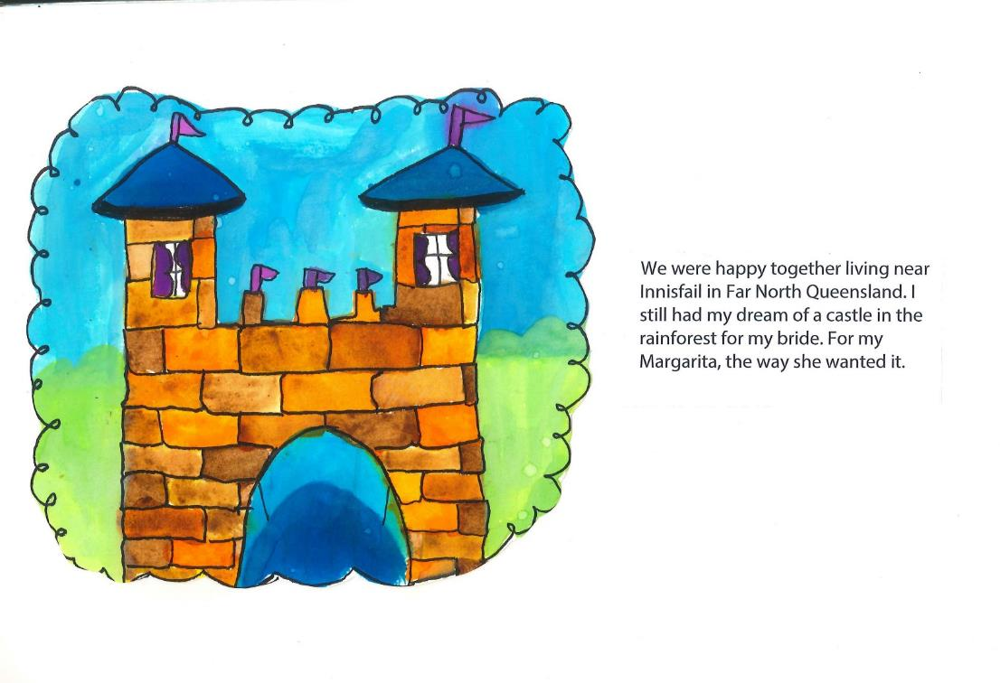 We were happy together living near
Innisfail in Far North Queensland. I
still had my dream of a castle in the
rainforest for my bride. For my
Margarita, the way she wanted it.